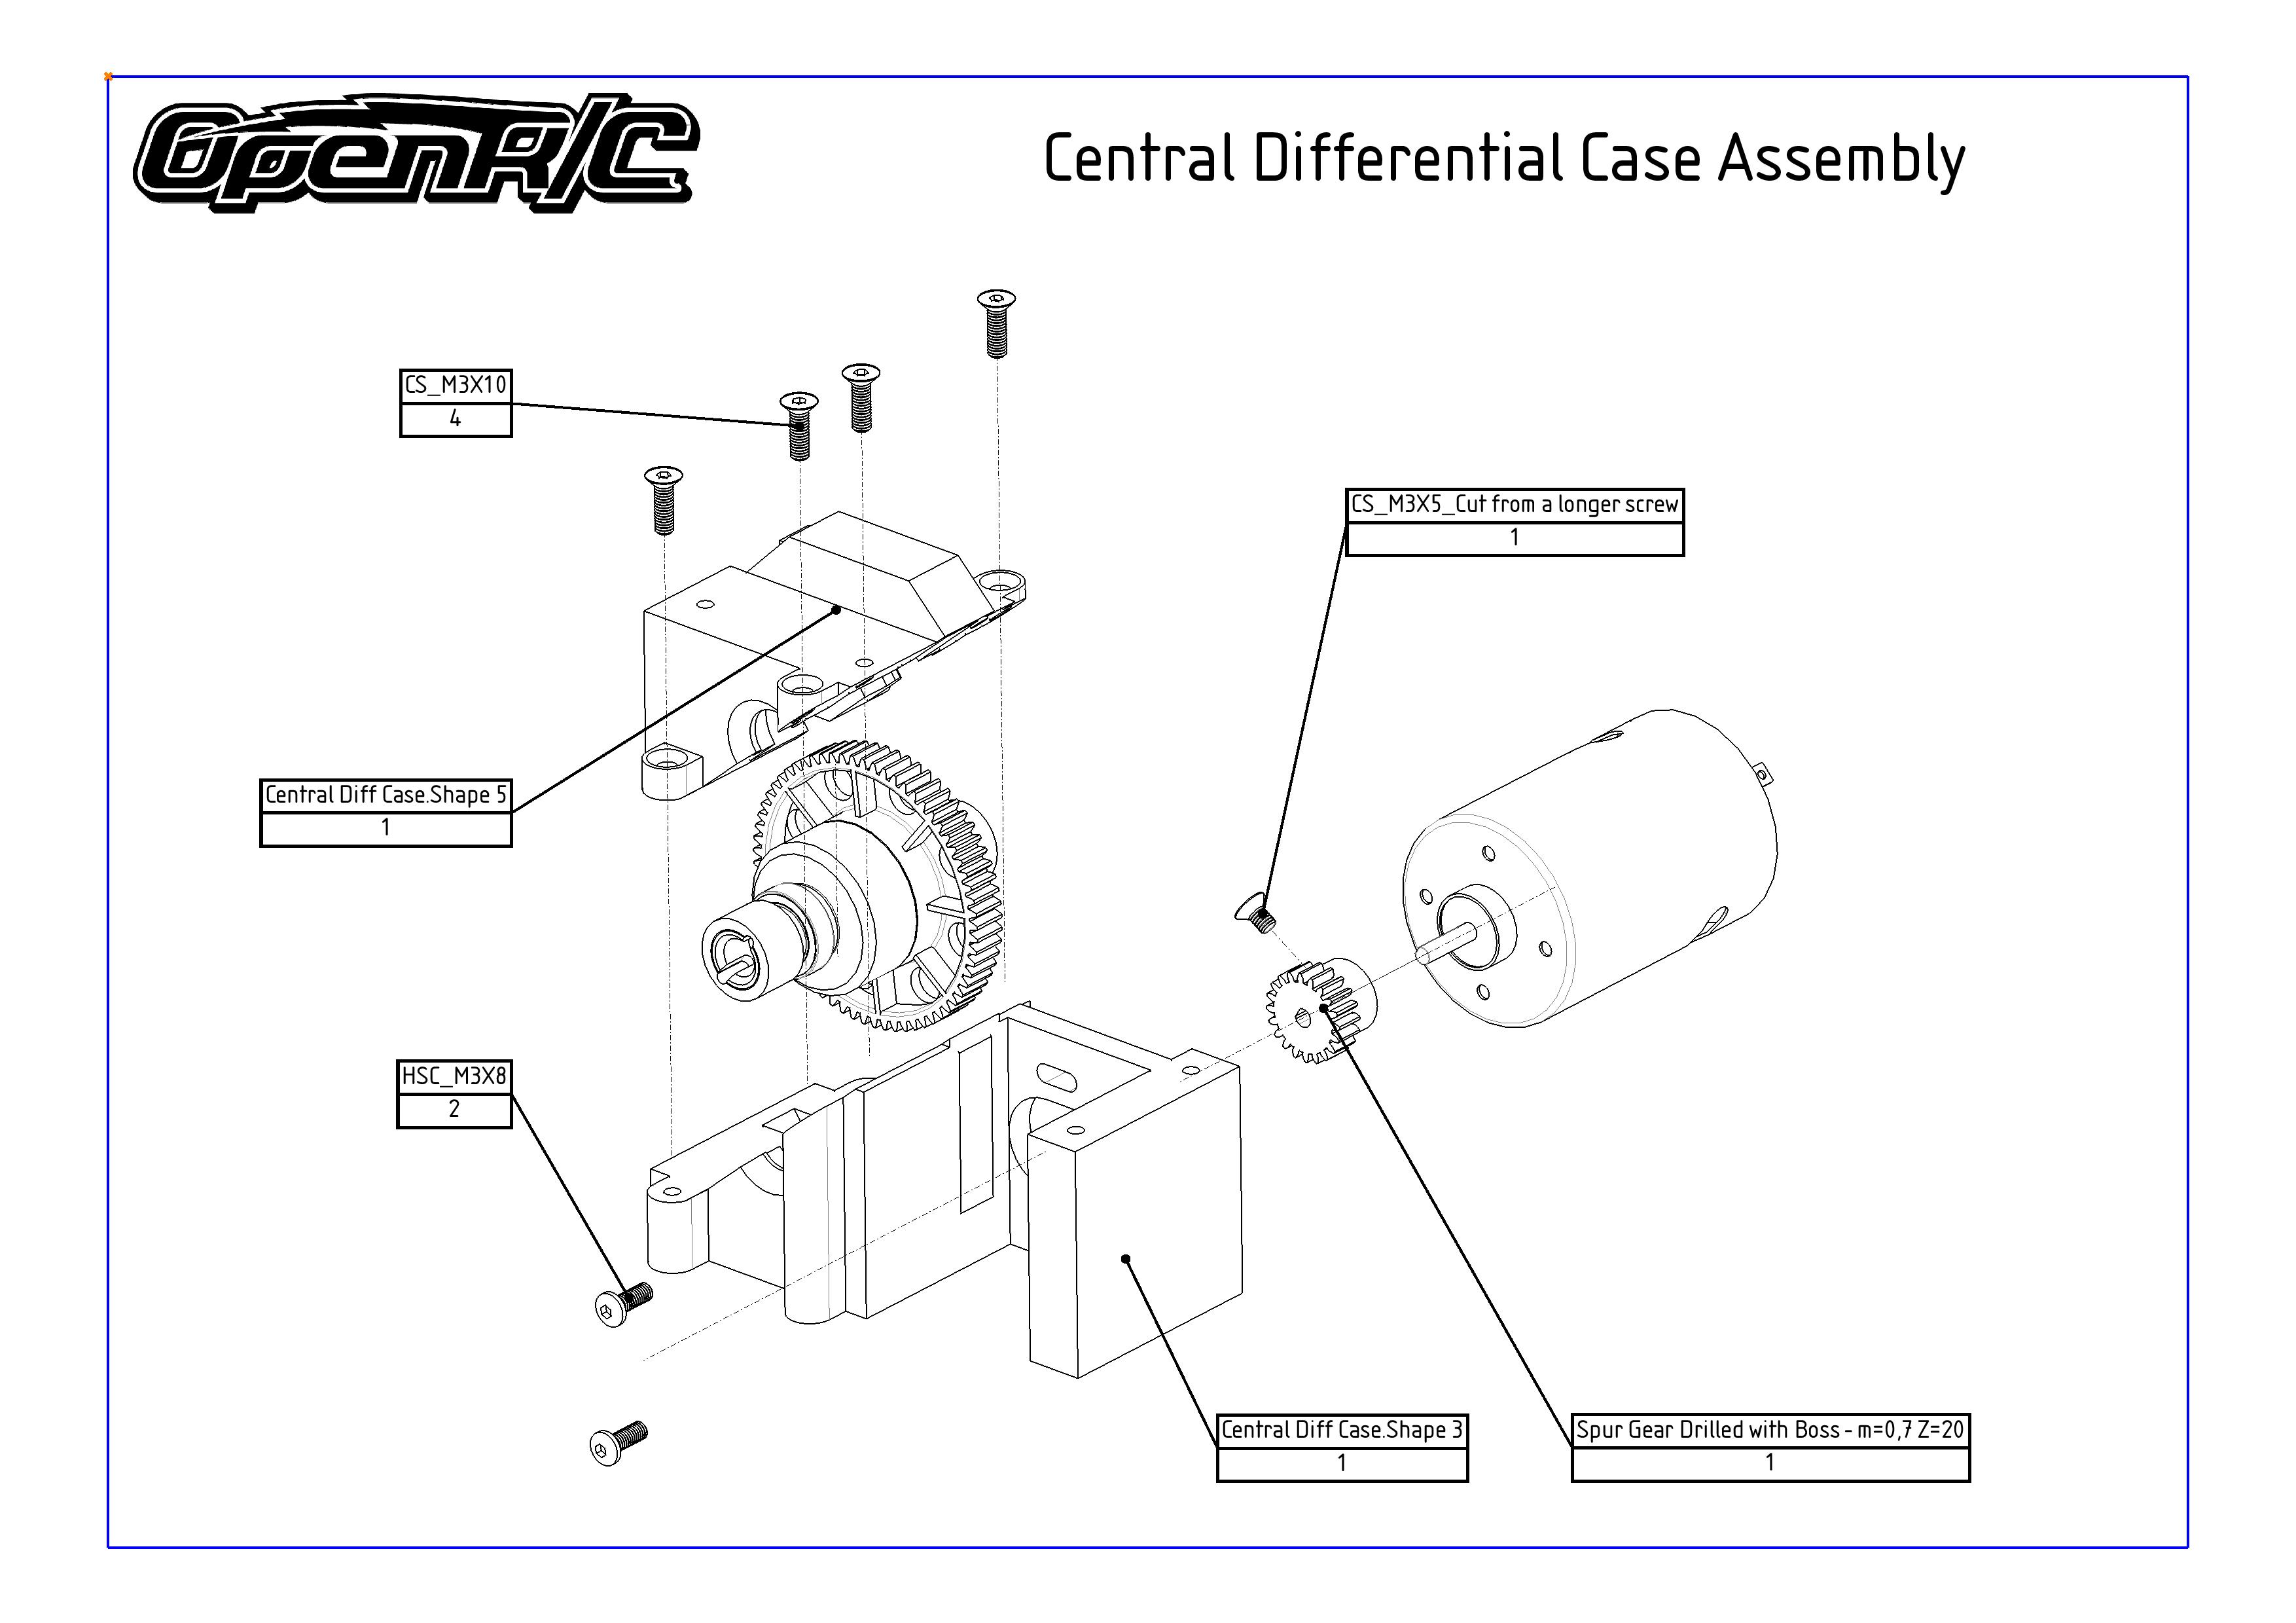 OpenR/C
Central Differential Case Assembly
CS_M3X10
4
CS_M3X5_Cut from a longer screw
1
Central Diff Case.Shape 5
1
HSC_M3X8
2
Central Diff Case.Shape 3
1
Spur Gear Drilled with Boss - m=0,7 Z=20
1